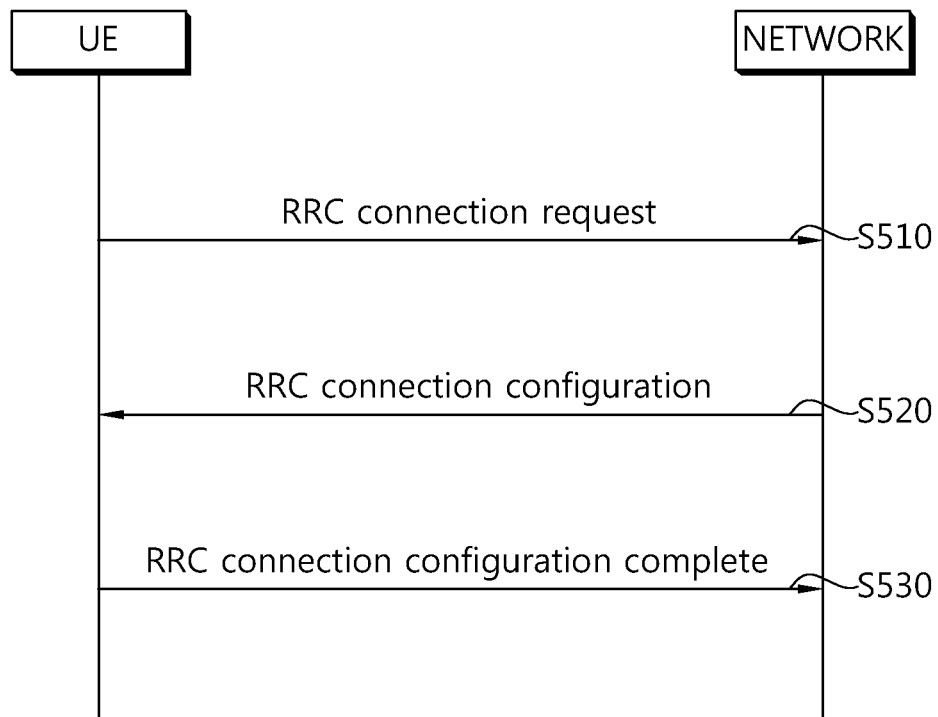 UE
NETWORK
RRC connection request
S510
RRC connection configuration
S520
RRC connection configuration complete
S530